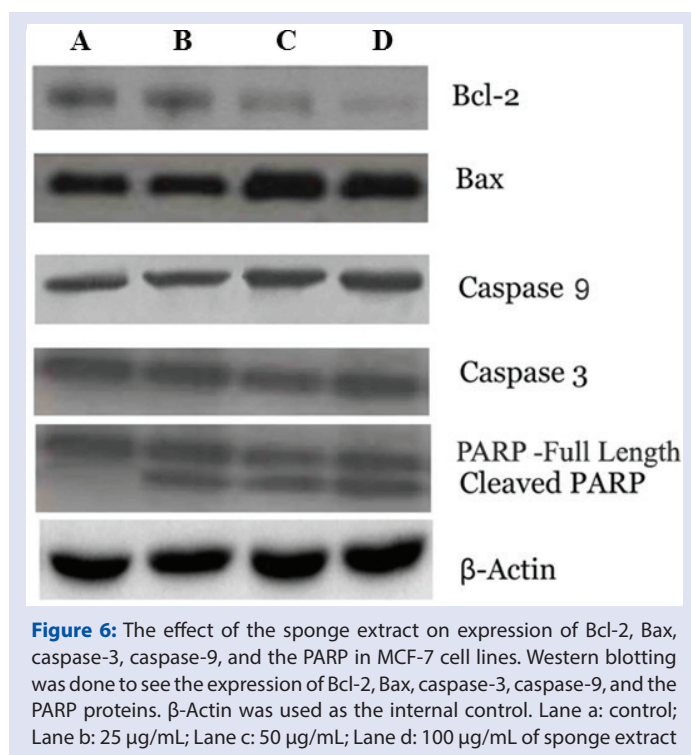 A B C D
Bcl-2
Bax
Caspase 9
Caspase 3
PARP -Full Length
Cleaved PARP
β-Actin
Figure 6: The effect of the sponge extract on expression of Bcl-2, Bax,
caspase-3, caspase-9, and the PARP in MCF-7 cell lines. Western blotting
was done to see the expression of Bcl-2, Bax, caspase-3, caspase-9, and the
PARP proteins. β-Actin was used as the internal control. Lane a: control;
Lane b: 25 µg/mL; Lane c: 50 µg/mL; Lane d: 100 µg/mL of sponge extract